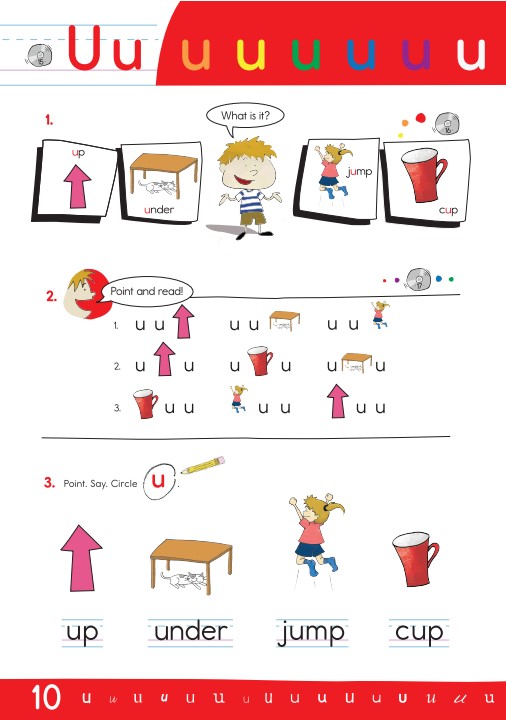 Uu u u u u u u
16
1.
What is it?
16
up
under
jump
cup
2.
Point and read!
17
1. u u u u u u
2. u u u u u u
3. u u u u u u
3. Point. Say. Circle u.
up under jump cup
10 u u u u u u u u u u u u u u u u